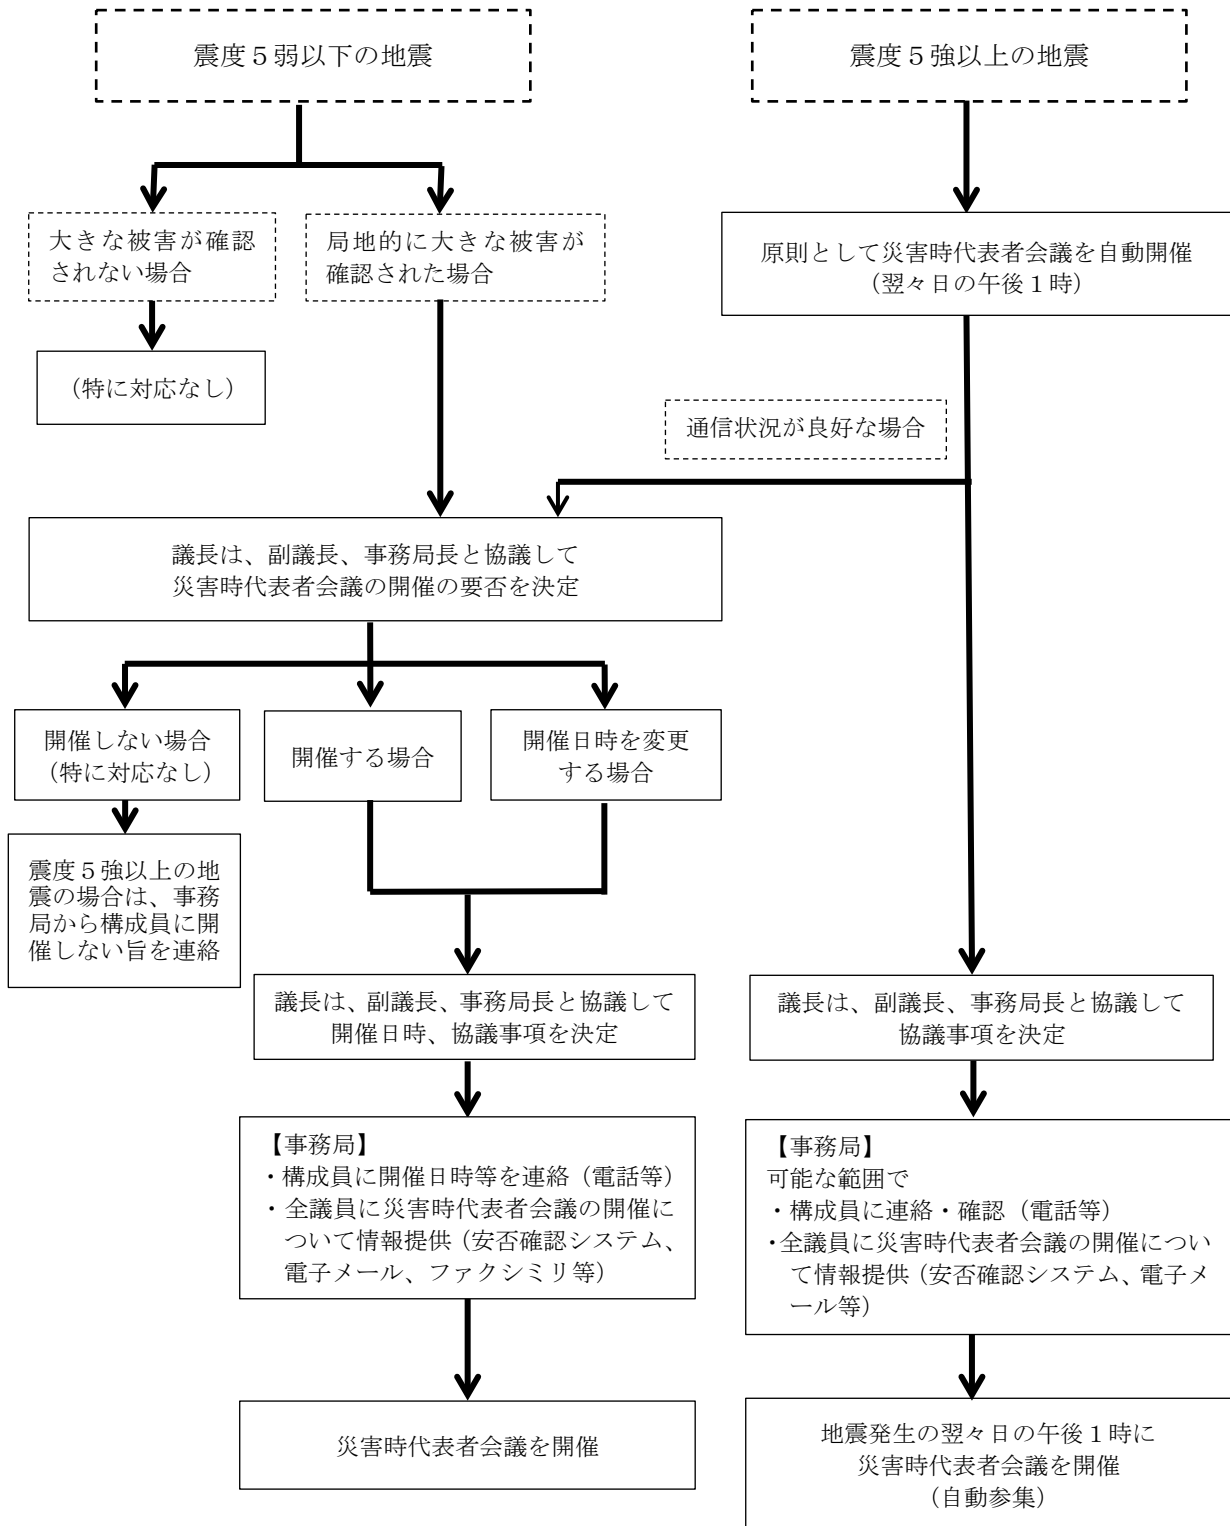 震度５弱以下の地震
震度５強以上の地震
大きな被害が確認
されない場合
局地的に大きな被害が
確認された場合
原則として災害時代表者会議を自動開催
（翌々日の午後１時）
（特に対応なし）
通信状況が良好な場合
議長は、副議長、事務局長と協議して
災害時代表者会議の開催の要否を決定
開催しない場合
（特に対応なし）
開催する場合
開催日時を変更
する場合
震度５強以上の地
震の場合は、事務
局から構成員に開
催しない旨を連絡
議長は、副議長、事務局長と協議して
開催日時、協議事項を決定
議長は、副議長、事務局長と協議して
協議事項を決定
【事務局】
・構成員に開催日時等を連絡（電話等）
・全議員に災害時代表者会議の開催に
ついて情報提供（安否確認システム、
電子メール、ファクシミリ等）
【事務局】
可能な範囲で
・構成員に連絡・確認（電話等）
・全議員に災害時代表者会議の開催につい
て情報提供（安否確認システム、電子メ
ール等）
災害時代表者会議を開催
地震発生の翌々日の午後１時に
災害時代表者会議を開催
（自動参集）